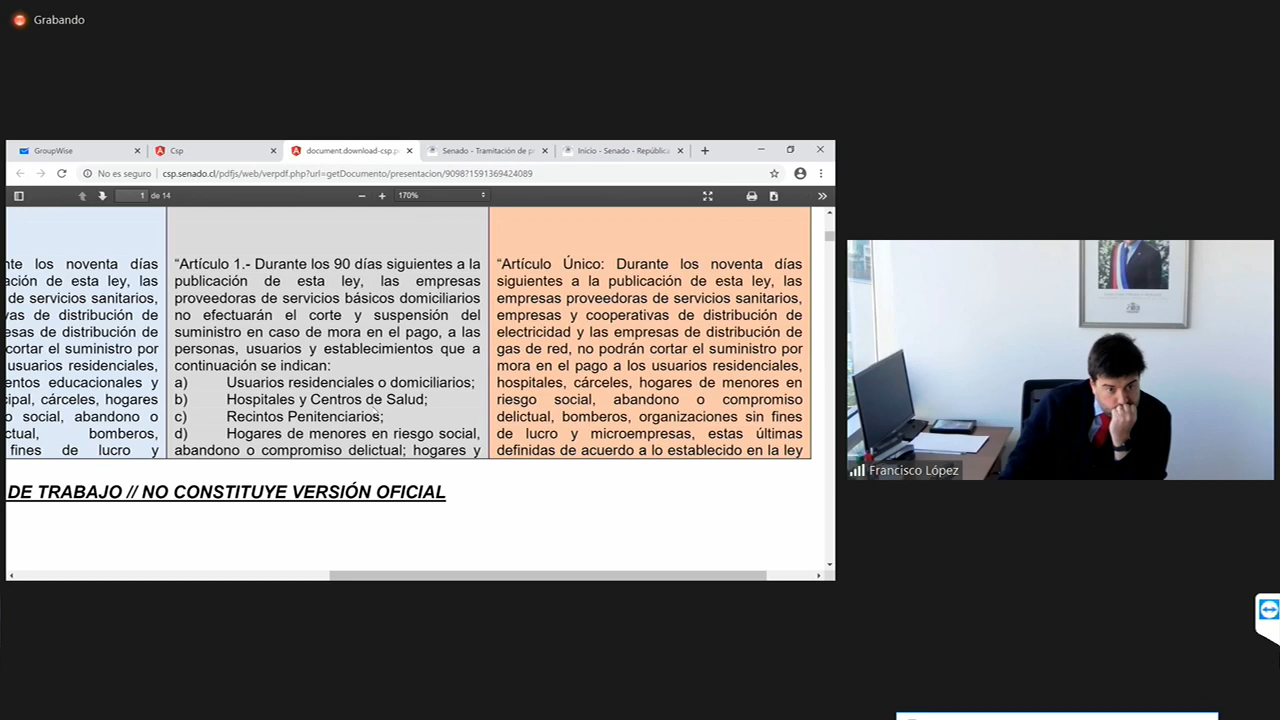 Grabando
GroupWise
Csp
document.download-csp.p
Senado - Tramitación de p
Inicio - Senado - Repúblic
No es seguro
csp.senado.cl/pdfjs/web/verpdf.php?url=getDocumento/presentacion/9098?1591369424089
1 de 14
170%
nte los noventa días
ación de esta ley, las
de servicios sanitarios,
vas de distribución de
esas de distribución de
cortar el suministro por
usuarios residenciales,
entos educacionales y
cipal, cárceles, hogares
o social, abandono o
ctual, bomberos,
fines de lucro y
“Artículo 1.- Durante los 90 días siguientes a la
publicación de esta ley, las empresas
proveedoras de servicios básicos domiciliarios
no efectuarán el corte y suspensión del
suministro en caso de mora en el pago, a las
personas, usuarios y establecimientos que a
continuación se indican:
a) Usuarios residenciales o domiciliarios;
b) Hospitales y Centros de Salud;
c) Recintos Penitenciarios;
d) Hogares de menores en riesgo social,
abandono o compromiso delictual; hogares y
“Artículo Único: Durante los noventa días
siguientes a la publicación de esta ley, las
empresas proveedoras de servicios sanitarios,
empresas y cooperativas de distribución de
electricidad y las empresas de distribución de
gas de red, no podrán cortar el suministro por
mora en el pago a los usuarios residenciales,
hospitales, cárceles, hogares de menores en
riesgo social, abandono o compromiso
delictual, bomberos, organizaciones sin fines
de lucro y microempresas, estas últimas
definidas de acuerdo a lo establecido en la ley
DE TRABAJO // NO CONSTITUYE VERSIÓN OFICIAL
Francisco López